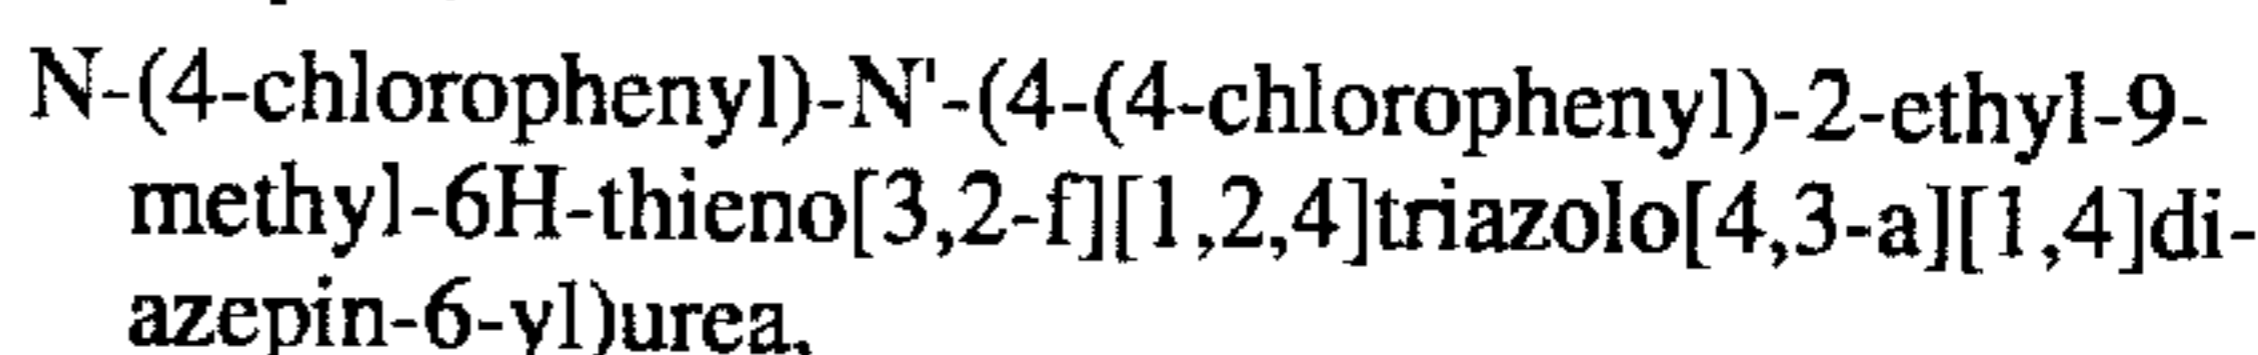 N-(4-chlorophenyl)-N'-(4-(4-chlorophenyl)-2-ethyl-9-
methyl-6H-thieno[3,2-f][1,2,4]triazolo[4,3-a][1,4]di-
azepin-6-yl)urea,